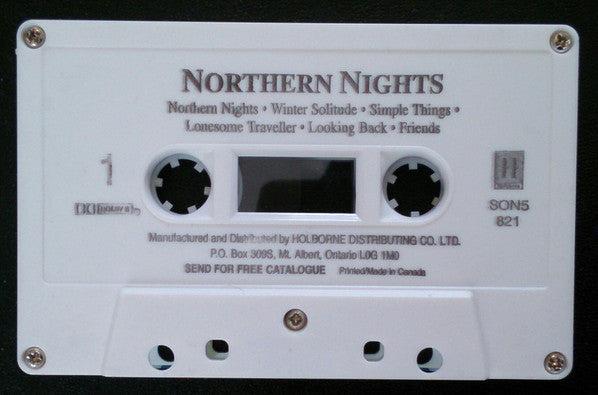 NORTHERN NIGHTS
Northern Nights • Winter Solitude • Simple Things •
Lonesome Traveller • Looking Back • Friends
1
H
DOLBY B
SON5
821
Manufactured and Distributed by HOLBORNE DISTRIBUTING CO. LTD.
P.O. Box 309S, Mt. Albert, Ontario L0G 1M0
SEND FOR FREE CATALOGUE Printed/Made in Canada